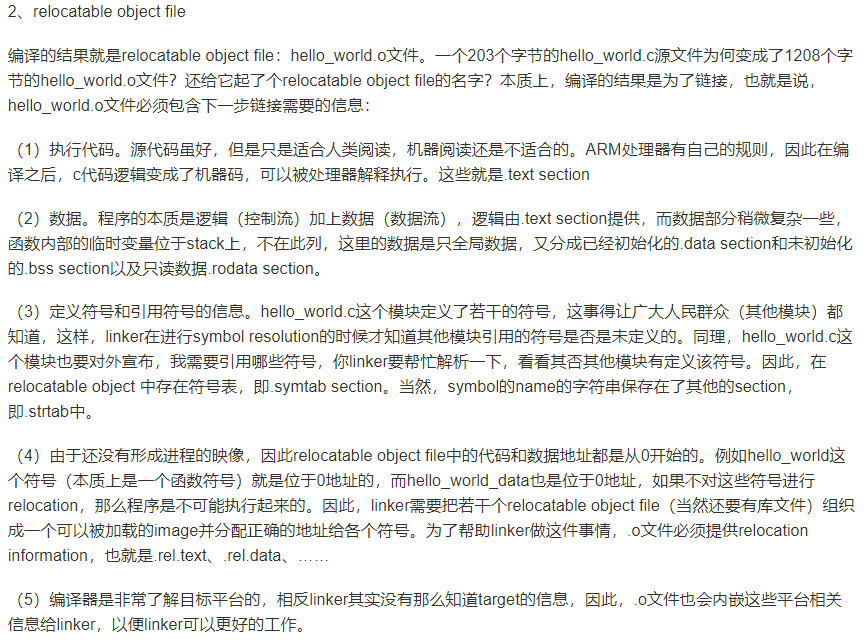 2、relocatable object file
编译的结果就是relocatable object file：hello_world.o文件。一个203个字节的hello_world.c源文件为何变成了1208个字
节的hello_world.o文件？还给它起了个relocatable object file的名字？本质上，编译的结果是为了链接，也就是说，
hello_world.o文件必须包含下一步链接需要的信息：
（1）执行代码。源代码虽好，但是只是适合人类阅读，机器阅读还是不适合的。ARM处理器有自己的规则，因此在编
译之后，c代码逻辑变成了机器码，可以被处理器解释执行。这些就是.text section
（2）数据。程序的本质是逻辑（控制流）加上数据（数据流），逻辑由.text section提供，而数据部分稍微复杂一些，
函数内部的临时变量位于stack上，不在此列，这里的数据是只全局数据，又分成已经初始化的.data section和未初始化
的.bss section以及只读数据.rodata section。
（3）定义符号和引用符号的信息。hello_world.c这个模块定义了若干的符号，这事得让广大人民群众（其他模块）都
知道，这样，linker在进行symbol resolution的时候才知道其他模块引用的符号是否是未定义的。同理，hello_world.c这
个模块也要对外宣布，我需要引用哪些符号，你linker要帮忙解析一下，看看其否其他模块有定义该符号。因此，在
relocatable object 中存在符号表，即.symtab section。当然，symbol的name的字符串保存在了其他的section，
即.strtab中。
（4）由于还没有形成进程的映像，因此relocatable object file中的代码和数据地址都是从0开始的。例如hello_world这
个符号（本质上是一个函数符号）就是位于0地址的，而hello_world_data也是位于0地址，如果不对这些符号进行
relocation，那么程序是不可能执行起来的。因此，linker需要把若干个relocatable object file（当然还要有库文件）组织
成一个可以被加载的image并分配正确的地址给各个符号。为了帮助linker做这件事情，.o文件必须提供relocation
information，也就是.rel.text、.rel.data、……
（5）编译器是非常了解目标平台的，相反linker其实没有那么知道target的信息，因此，.o文件也会内嵌这些平台相关
信息给linker，以便linker可以更好的工作。